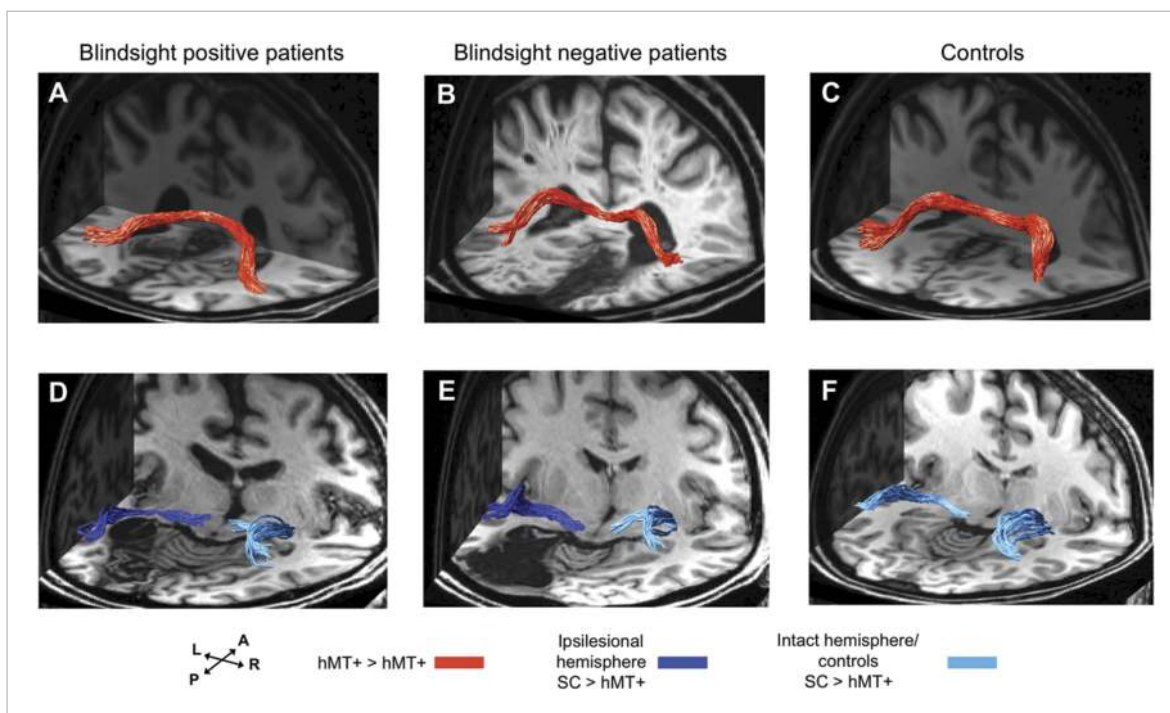 Blindsight positive patients
Blindsight negative patients
Controls
A
B
C
D
E
F
L
A
P
R
hMT+ > hMT+
Ipsilesional
hemisphere
SC > hMT+
Intact hemisphere/
controls
SC > hMT+